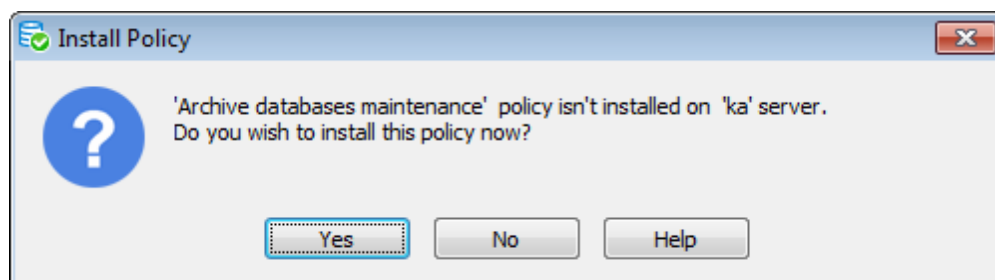 Install Policy
'Archive databases maintenance'  policy isn't installed on  'ka' server.
Do you wish to install this policy now?
Yes
No
Help